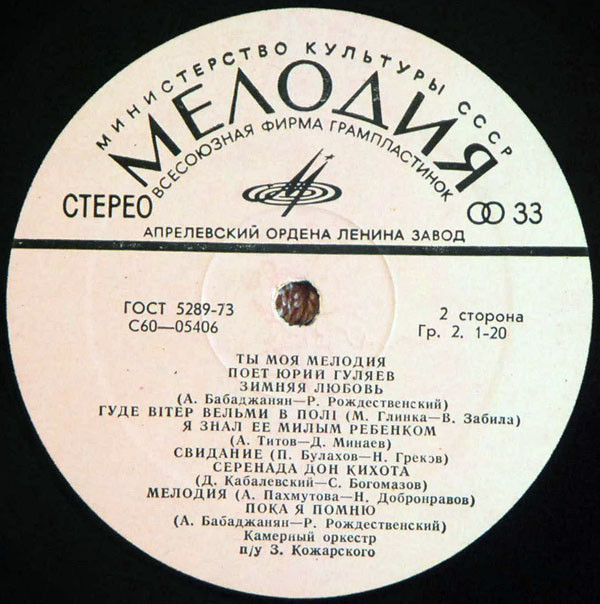 МИНИСТЕРСТВО КУЛЬТУРЫ СССР
МЕЛОДИЯ
ВСЕСОЮЗНАЯ ФИРМА ГРАМПЛАСТИНОК
СТЕРЕО
33
АПРЕЛЕВСКИЙ ОРДЕНА ЛЕНИНА ЗАВОД
ГОСТ 5289-73
С60—05406
2 сторона
Гр. 2. 1-20
ТЫ МОЯ МЕЛОДИЯ
ПОЕТ ЮРИЙ ГУЛЯЕВ
ЗИМНЯЯ ЛЮБОВЬ
(А. Бабаджанян—Р. Рождественский)
ГУДЕ ВІТЕР ВЕЛЬМИ В ПОЛІ (М. Глинка—В. Забила)
Я ЗНАЛ ЕЕ МИЛЫМ РЕБЕНКОМ
(А. Титов—Д. Минаев)
СВИДАНИЕ (П. Булахов—Н. Греков)
СЕРЕНАДА ДОН КИХОТА
(Д. Кабалевский—С. Богомазов)
МЕЛОДИЯ (А. Пахмутова—Н. Добронравов)
ПОКА Я ПОМНЮ
(А. Бабаджанян—Р. Рождественский)
Камерный оркестр
п/у З. Кожарского